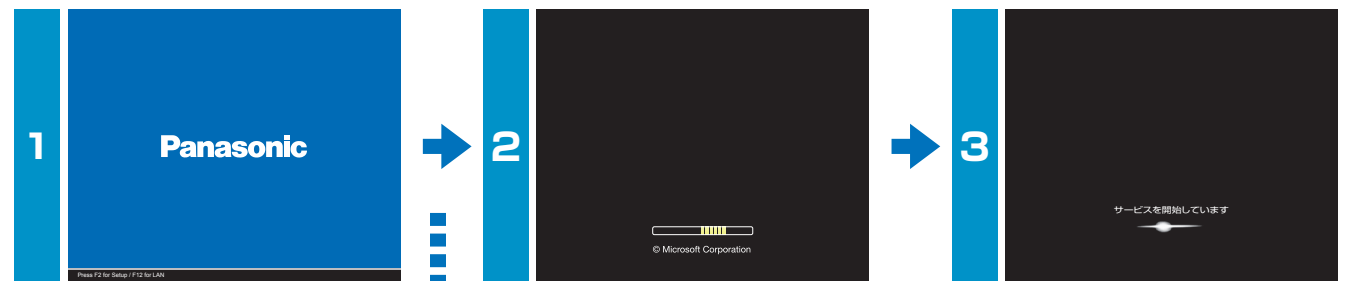 1
Panasonic
Press F2 for Setup / F12 for LAN
2
© Microsoft Corporation
3
サービスを開始しています